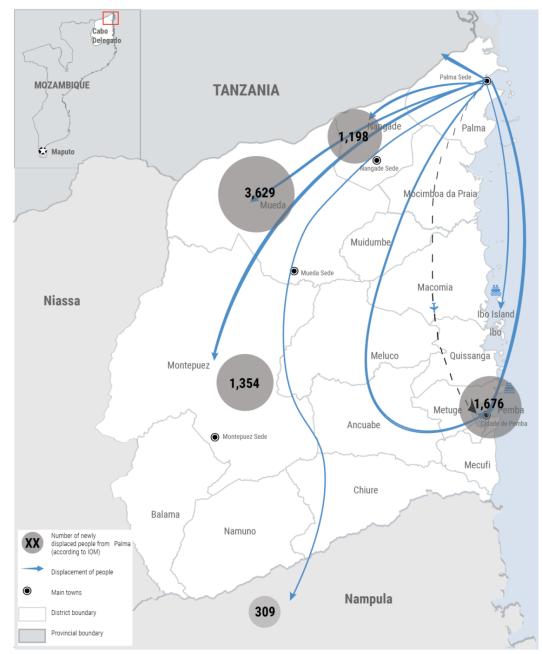 Cabo
Delegado
MOZAMBIQUE
Maputo
TANZANIA
Palma Sede
1,198
Nangade
Palma
Nangade Sede
3,629
Mueda
Mocimboa da Praia
Muidumbe
Mueda Sede
Macomia
Niassa
Ibo Island
Ibo
Meluco
Quissanga
Montepuez
1,354
1,676
Metuge
Pemba
Cidade de Pemba
Ancuabe
Montepuez Sede
Mecufi
Chiure
Balama
Namuno
XX
Number of newly
displaced people from Palma
(according to IOM)
Displacement of people
Main towns
District boundary
Provincial boundary
309
Nampula